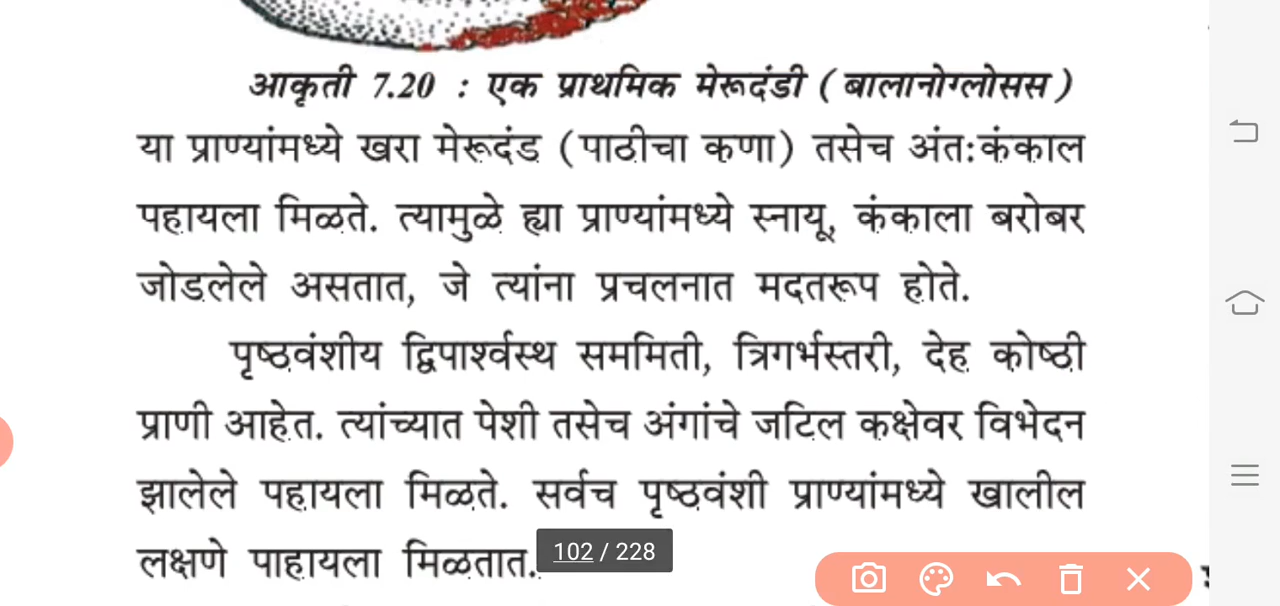 आकृती 7.20 : एक प्राथमिक मेरूदंडी ( बालानोग्लोसस )
या प्राण्यांमध्ये खरा मेरूदंड (पाठीचा कणा) तसेच अंत:कंकाल
पहायला मिळते. त्यामुळे ह्या प्राण्यांमध्ये स्नायू, कंकाला बरोबर
जोडलेले असतात, जे त्यांना प्रचलनात मदतरूप होते.
पृष्ठवंशीय द्विपार्श्वस्थ सममिती, त्रिगर्भस्तरी, देह कोष्ठी
प्राणी आहेत. त्यांच्यात पेशी तसेच अंगांचे जटिल कक्षेवर विभेदन
झालेले पहायला मिळते. सर्वच पृष्ठवंशी प्राण्यांमध्ये खालील
लक्षणे पाहायला मिळतात.
102 / 228